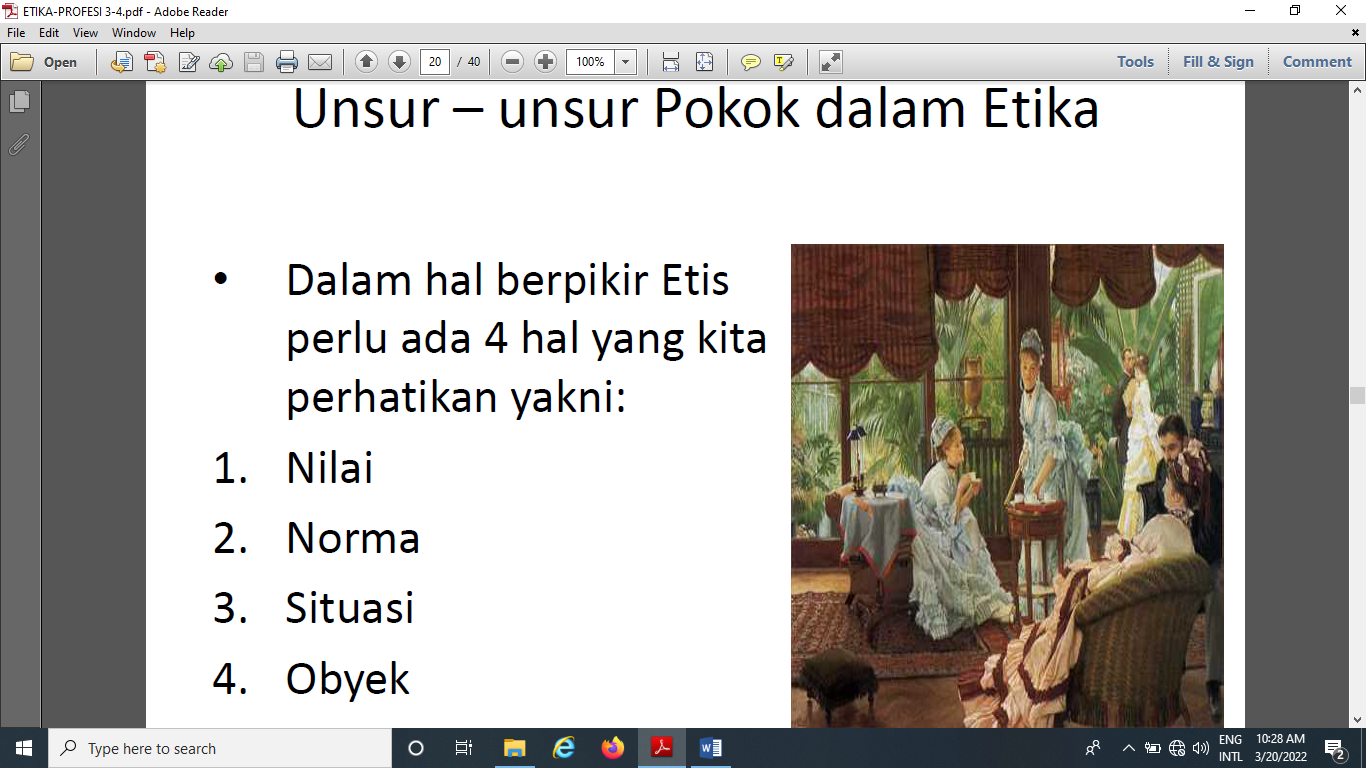 ETIKA-PROFESI 3-4.pdf - Adobe Reader
File Edit View Window Help
Open 20 / 40 100% Tools Fill & Sign Comment
Unsur – unsur Pokok dalam Etika
• Dalam hal berpikir Etis
perlu ada 4 hal yang kita
perhatikan yakni:
1. Nilai
2. Norma
3. Situasi
4. Obyek
Type here to search
ENG 10:28 AM
INTL 3/20/2022 2